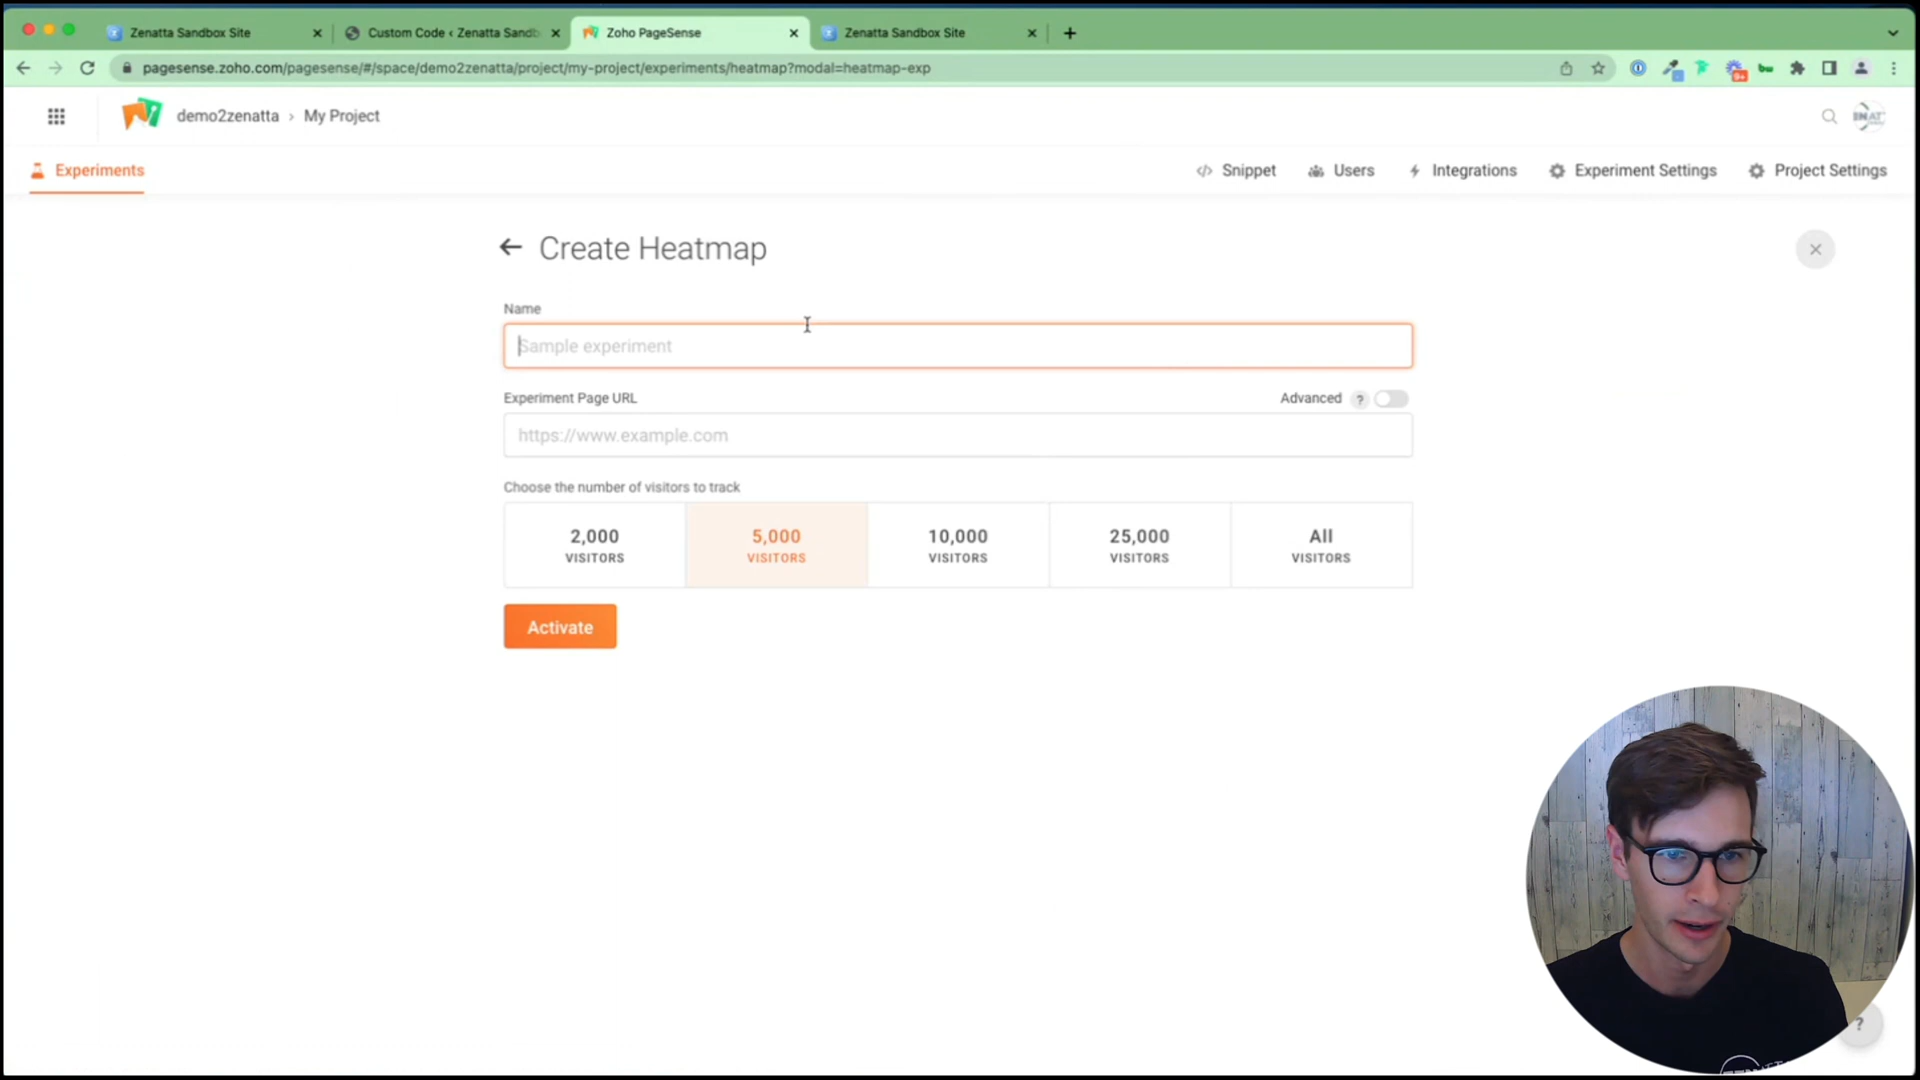 Zenatta Sandbox Site
Custom Code ‹ Zenatta Sandb
Zoho PageSense
Zenatta Sandbox Site
pagesense.zoho.com/pagesense/#/space/demo2zenatta/project/my-project/experiments/heatmap?modal=heatmap-exp
demo2zenatta › My Project
Experiments
Snippet
Users
Integrations
Experiment Settings
Project Settings
Create Heatmap
Name
Sample experiment
Experiment Page URL
Advanced ?
https://www.example.com
Choose the number of visitors to track
2,000 5,000 10,000 25,000 All
VISITORS VISITORS VISITORS VISITORS VISITORS
Activate
?